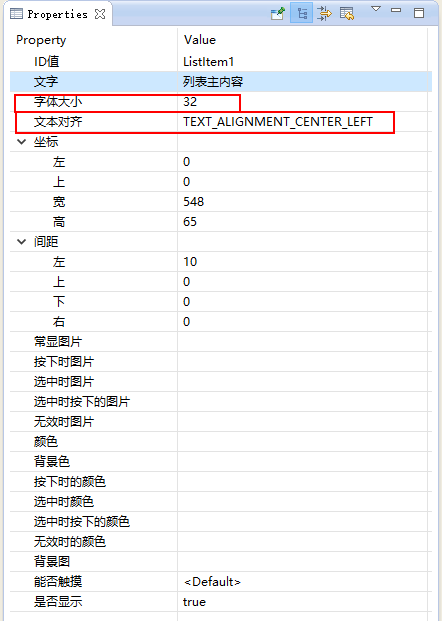 Properties
Property Value
ID值 ListItem1
文字 列表主内容
字体大小 32
文本对齐 TEXT_ALIGNMENT_CENTER_LEFT
坐标
左 0
上 0
宽 548
高 65
间距
左 10
上 0
下 0
右 0
常显图片
按下时图片
选中时图片
选中时按下的图片
无效时图片
颜色
背景色
按下时的颜色
选中时颜色
选中时按下的颜色
无效时的颜色
背景图
能否触摸 <Default>
是否显示 true